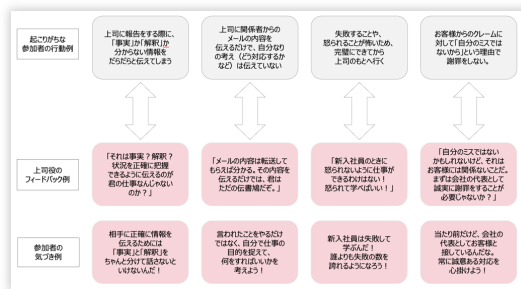 起こりがちな
参加者の行動例
上司に報告をする際に、
「事実」か「解釈」か
分からない情報を
だらだらと伝えてしまう
上司に関係者からの
メールの内容を
伝えるだけで、自分なり
の考え（どう対応するか
など）は伝えていない
失敗することや、
怒られることが怖いため、
完璧にできてから
上司のもとへ行く
お客様からのクレームに
対して「自分のミスでは
ないから」という理由で
謝罪をしない。
上司役の
フィードバック例
「それは事実？解釈？
状況を正確に把握
できるように伝えるのが
君の仕事なんじゃない
のか？」
「メールの内容は転送して
もらえば分かる。その内容を
伝えるだけでは、君は
ただの伝書鳩だぞ。」
「新入社員のときに
怒られないように仕事が
できるわけはない！
怒られて学べばいい！」
「自分のミスではない
かもしれないけど、それは
お客様には関係ないことだ。
まずは会社の代表として
誠実に謝罪をすることが
必要じゃないか？」
参加者の
気づき例
相手に正確に情報を
伝えるためには
「事実」と「解釈」を
ちゃんと分けて話さないと
いけないんだ！
言われたことをやるだけ
ではなく、自分で仕事の
目的を捉えて、
何をすればいいかを
考えよう！
新入社員は失敗して
学ぶんだ！
誰よりも失敗の数を
誇れるようになろう！
当たり前だけど、会社の
代表としてお客様と
接しているんだな。
常に誠意ある対応を
心掛けよう！